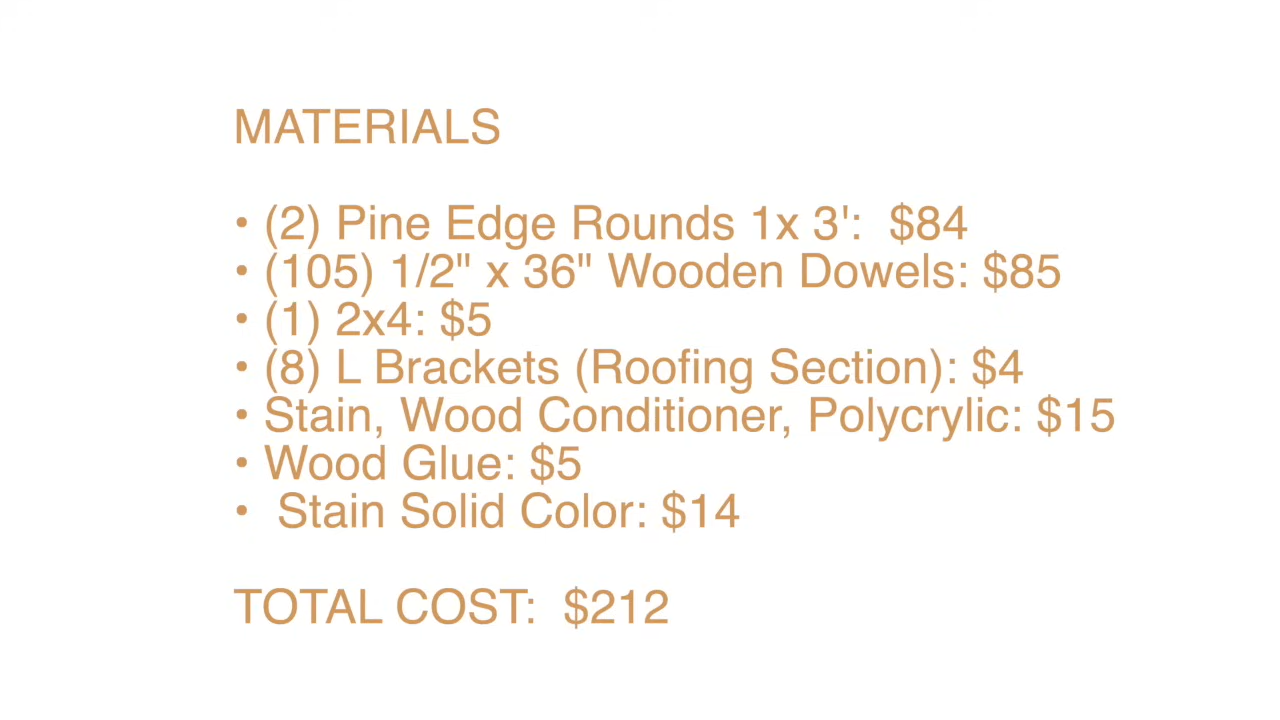 MATERIALS
• (2) Pine Edge Rounds 1x 3':  $84
• (105) 1/2" x 36" Wooden Dowels: $85
• (1) 2x4: $5
• (8) L Brackets (Roofing Section): $4
• Stain, Wood Conditioner, Polycrylic: $15
• Wood Glue: $5
•  Stain Solid Color: $14
TOTAL COST:  $212